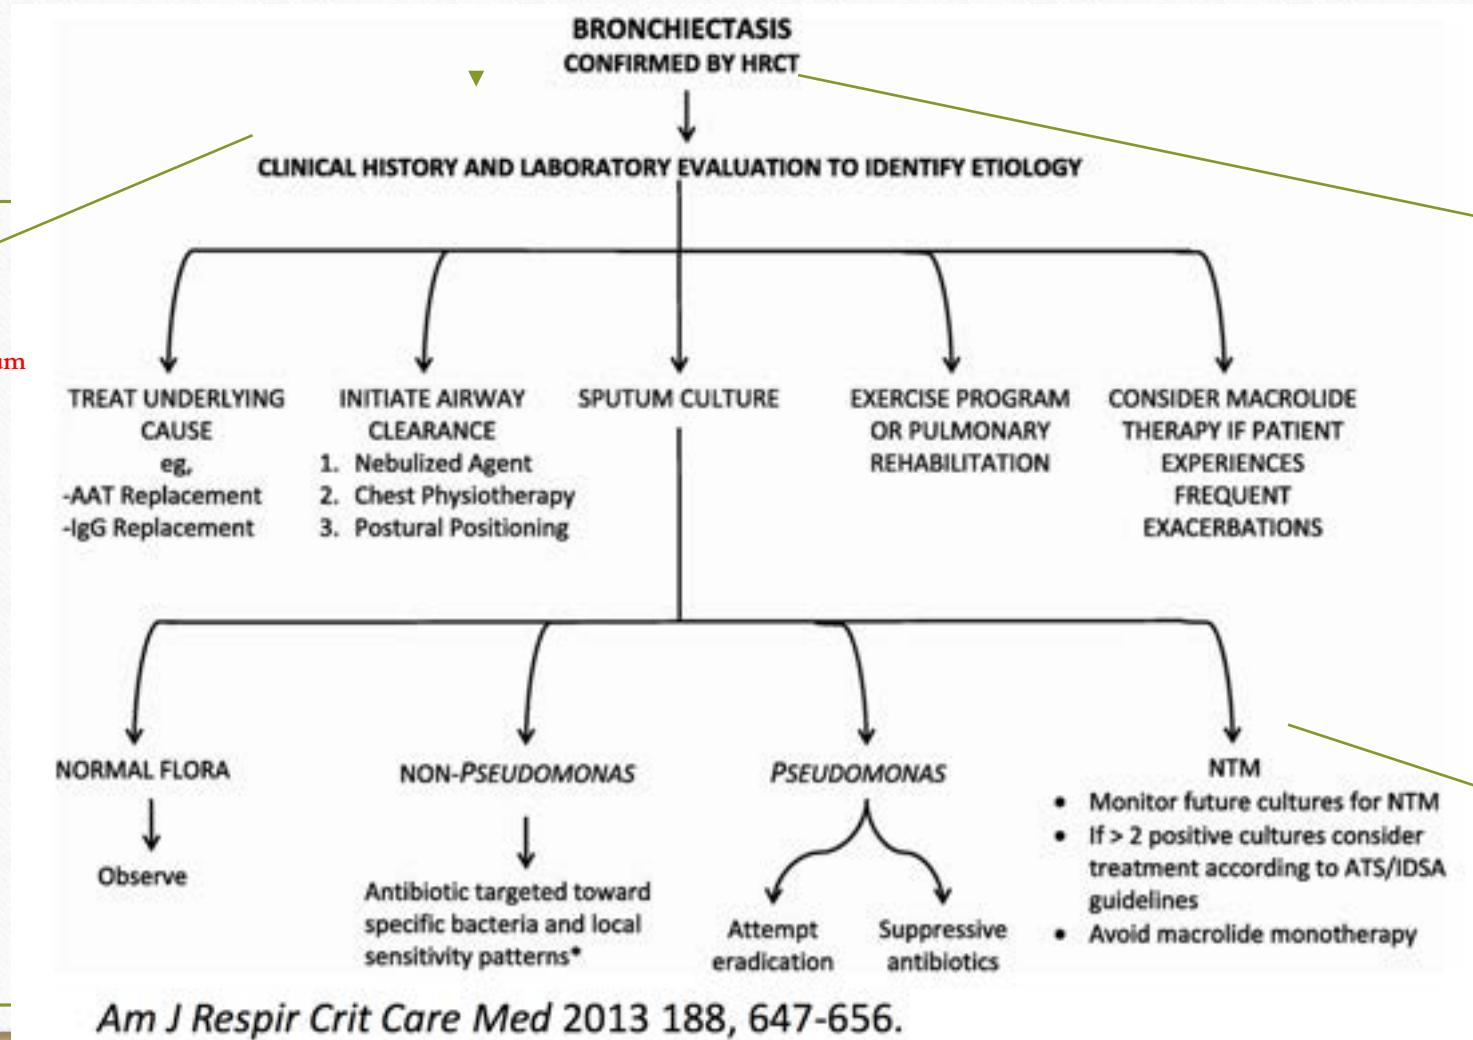 BRONCHIECTASIS
CONFIRMED BY HRCT
CLINICAL HISTORY AND LABORATORY EVALUATION TO IDENTIFY ETIOLOGY
um
TREAT UNDERLYING
CAUSE
eg,
-AAT Replacement
-IgG Replacement
INITIATE AIRWAY
CLEARANCE
1. Nebulized Agent
2. Chest Physiotherapy
3. Postural Positioning
SPUTUM CULTURE
EXERCISE PROGRAM
OR PULMONARY
REHABILITATION
CONSIDER MACROLIDE
THERAPY IF PATIENT
EXPERIENCES
FREQUENT
EXACERBATIONS
NORMAL FLORA
Observe
NON-PSEUDOMONAS
Antibiotic targeted toward
specific bacteria and local
sensitivity patterns*
PSEUDOMONAS
Attempt
eradication
Suppressive
antibiotics
NTM
• Monitor future cultures for NTM
• If > 2 positive cultures consider
treatment according to ATS/IDSA
guidelines
• Avoid macrolide monotherapy
Am J Respir Crit Care Med 2013 188, 647-656.